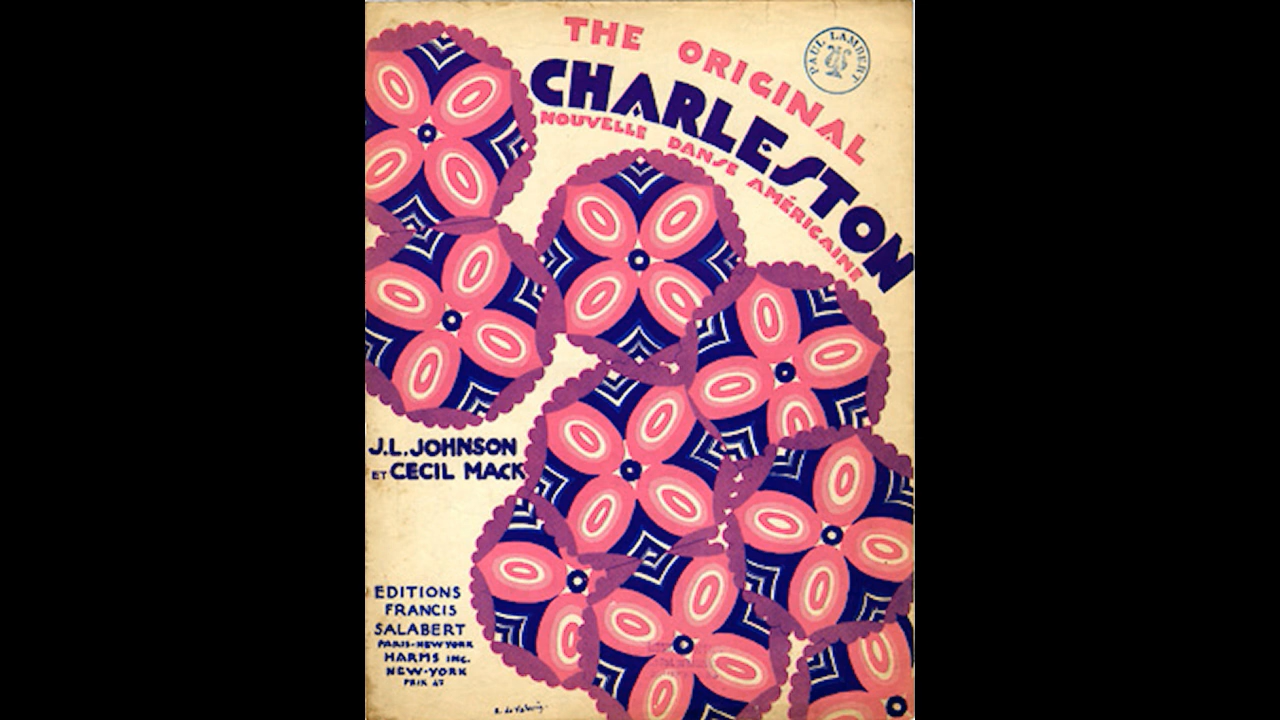 THE ORIGINAL
CHARLESTON
NOUVELLE DANSE AMÉRICAINE
PAUL LAMBERT
J.L. JOHNSON
ET CECIL MACK
EDITIONS
FRANCIS
SALABERT
PARIS-NEW YORK
HARMS INC.
NEW-YORK
PRIX